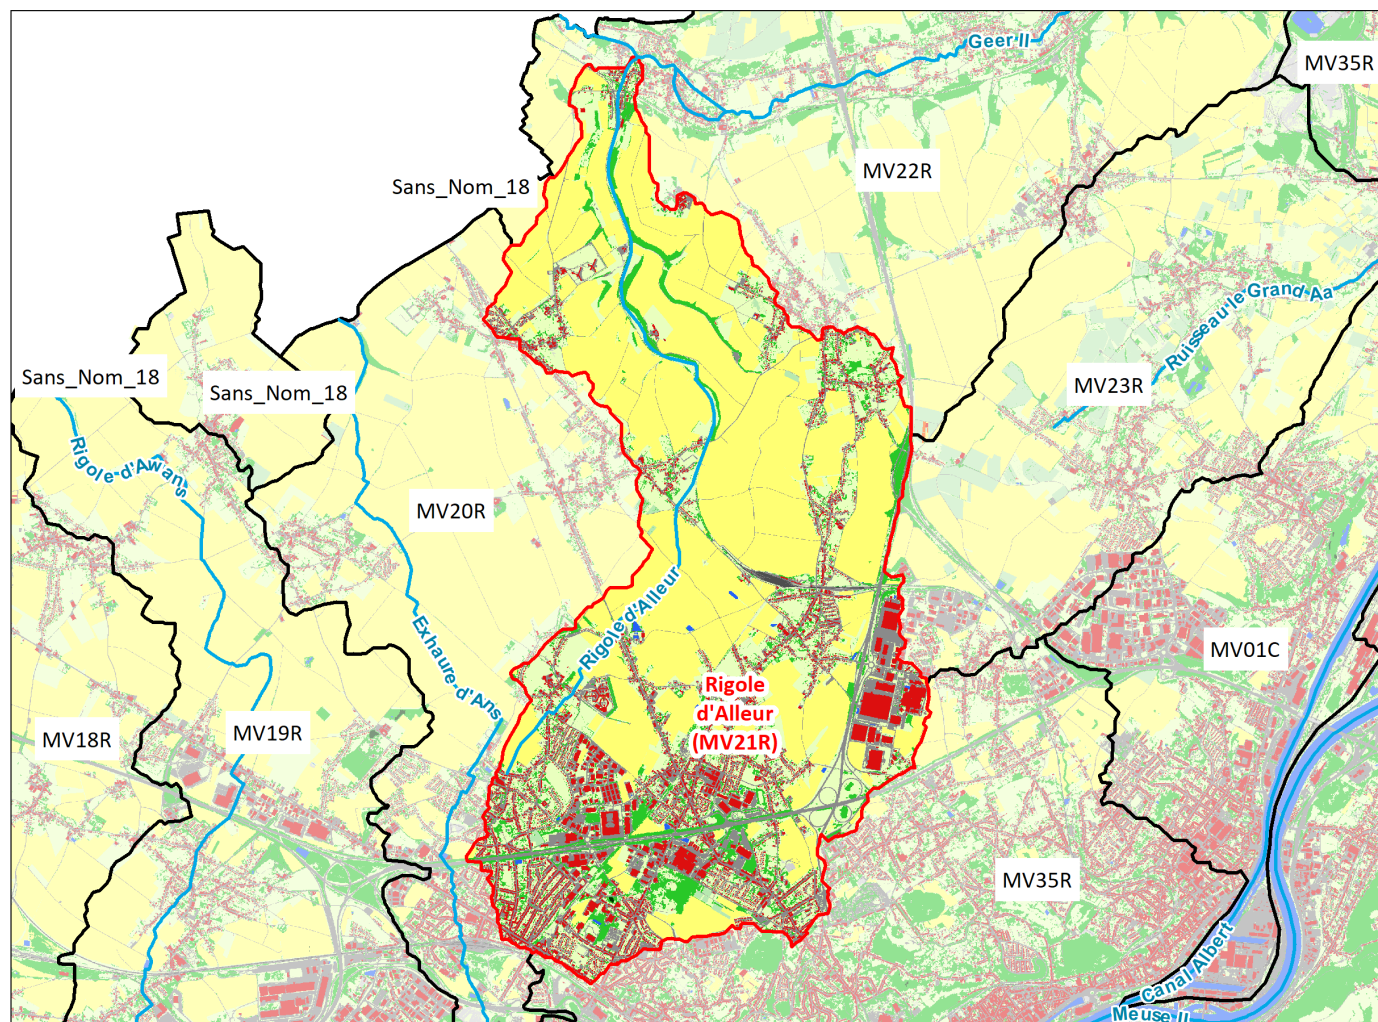 Geer II
MV35R
MV22R
Sans_Nom_18
Ruisseau le Grand Aa
Sans_Nom_18
Sans_Nom_18
MV23R
Rigole d'Awans
MV20R
Rigole d'Alleur
Exhaure d'Ans
MV01C
Rigole
d'Alleur
(MV21R)
MV18R
MV19R
MV35R
Canal Albert
Meuse II